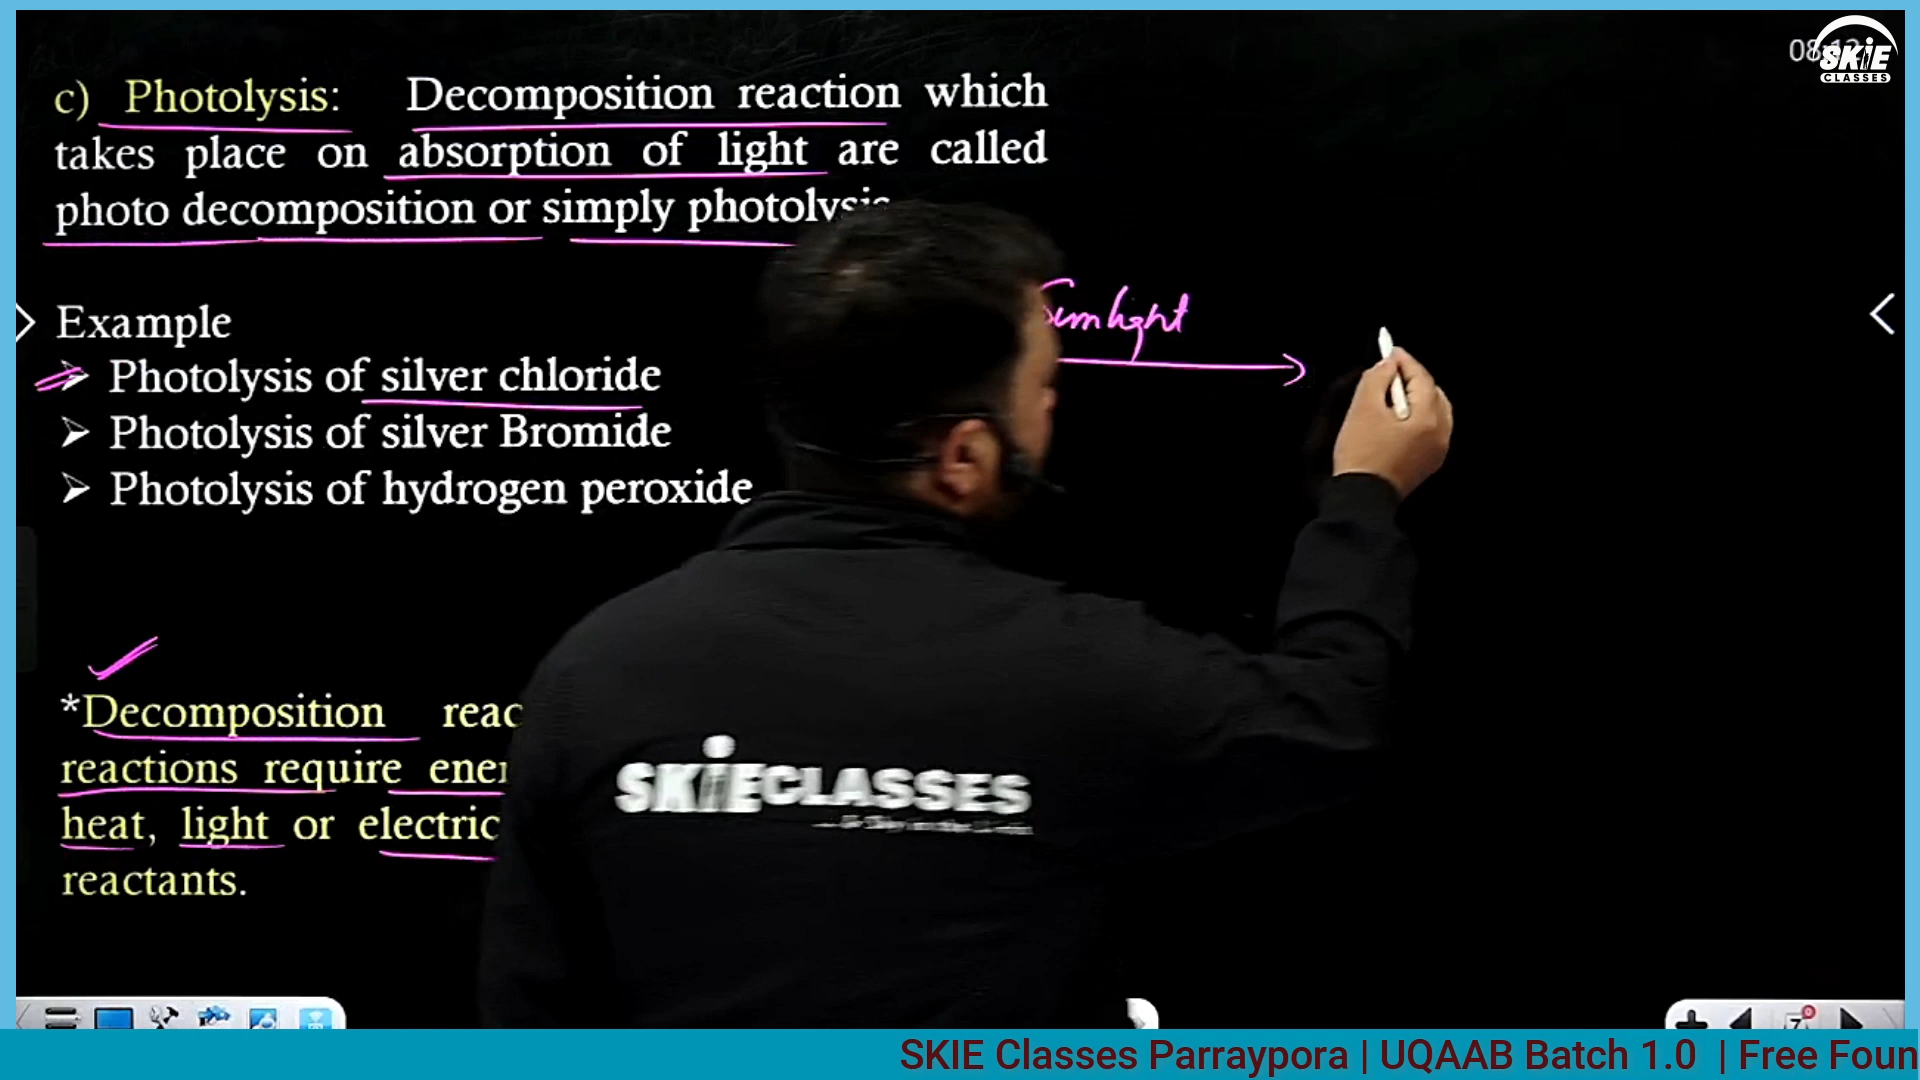 SKiE
CLASSES
c) Photolysis: Decomposition reaction which
takes place on absorption of light are called
photo decomposition or simply photolysis
Example
Sunlight
➢ Photolysis of silver chloride
➢ Photolysis of silver Bromide
➢ Photolysis of hydrogen peroxide
*Decomposition reac
reactions require ener
heat, light or electric
reactants.
SKiECLASSES
SKIE Classes Parraypora | UQAAB Batch 1.0 | Free Foun